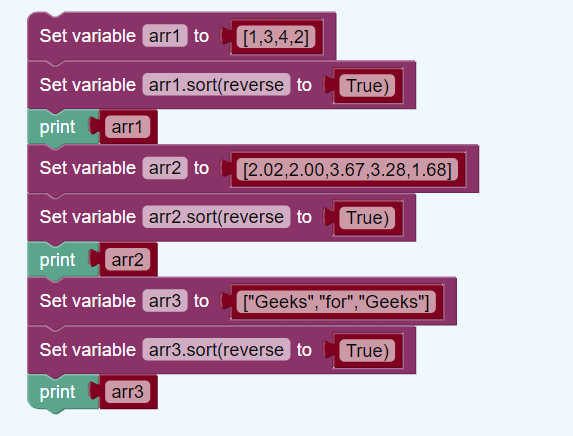 Set variable arr1 to [1,3,4,2]
Set variable arr1.sort(reverse to True)
print arr1
Set variable arr2 to [2.02,2.00,3.67,3.28,1.68]
Set variable arr2.sort(reverse to True)
print arr2
Set variable arr3 to ["Geeks","for","Geeks"]
Set variable arr3.sort(reverse to True)
print arr3